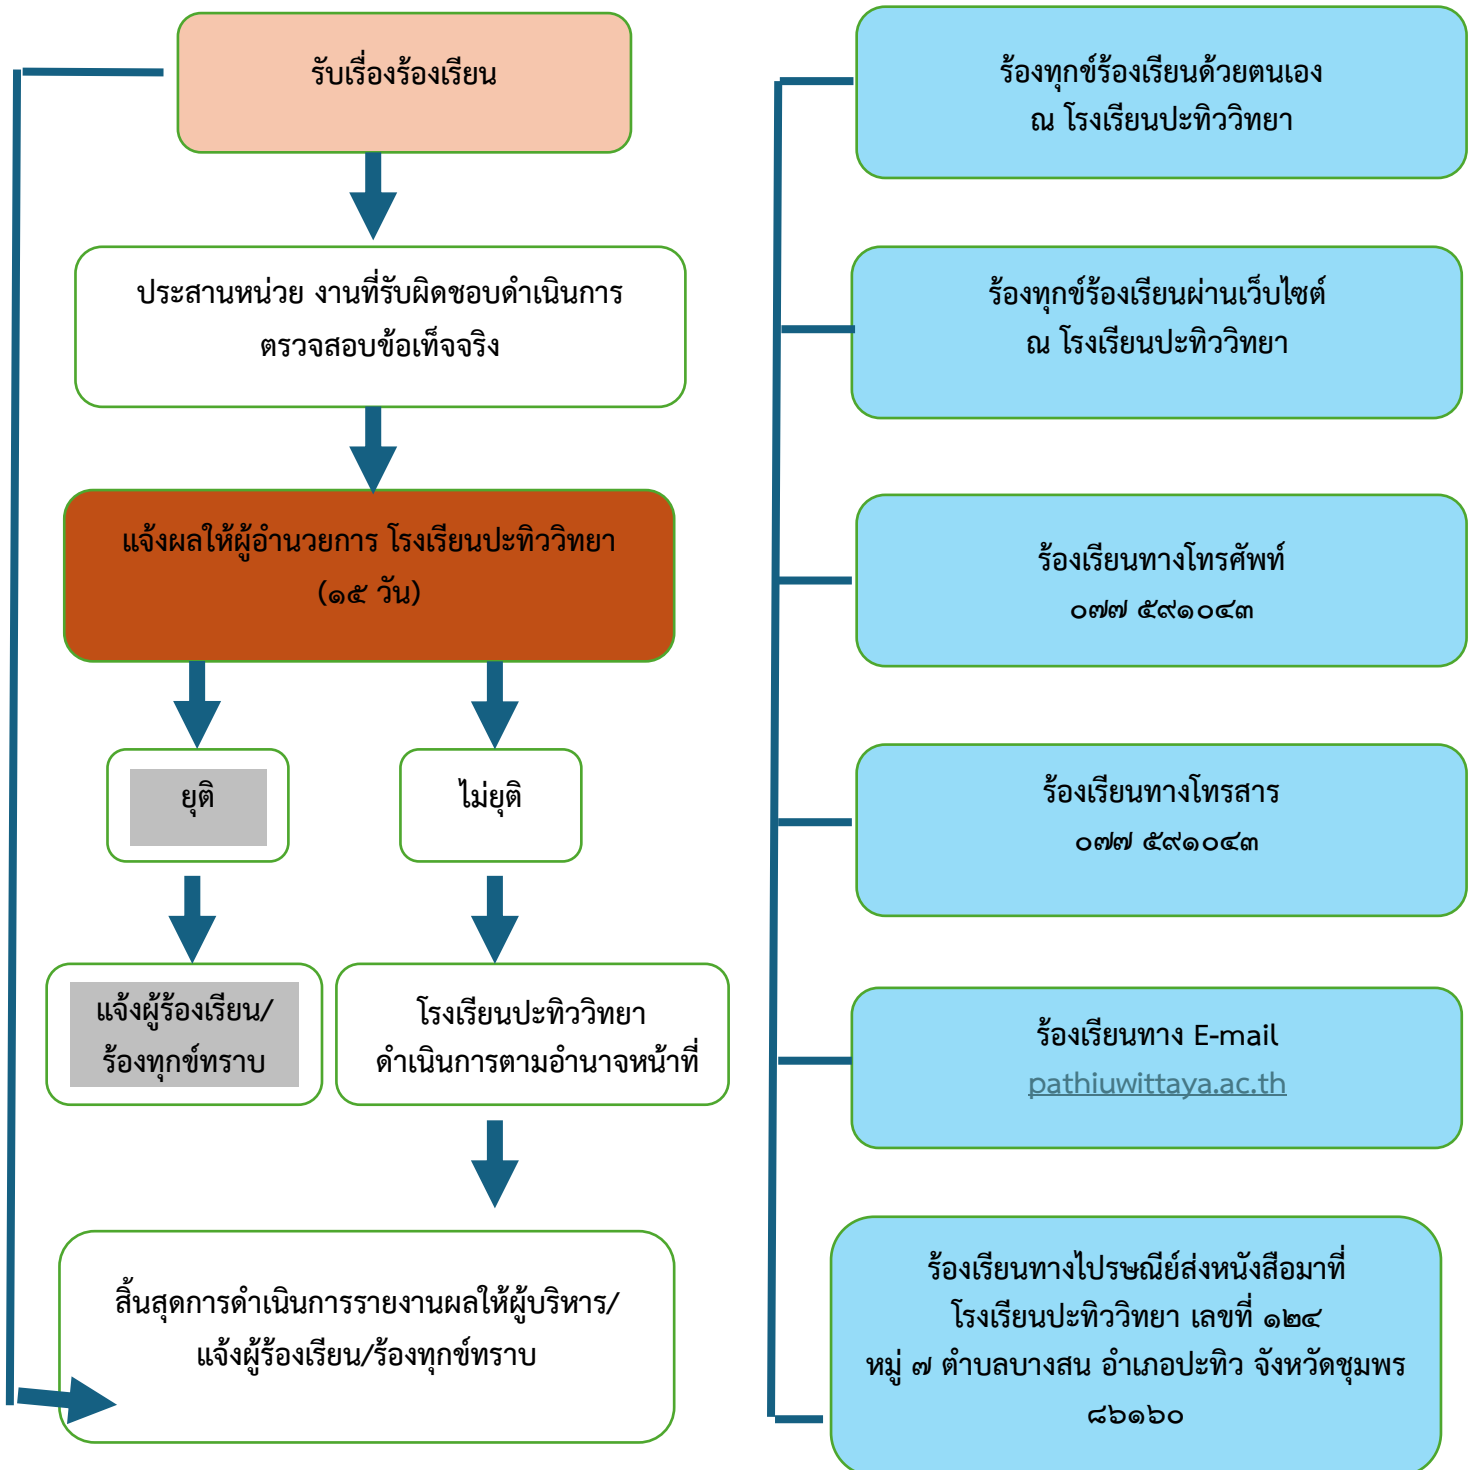 รับเรื่องร้องเรียน
ประสานหน่วย งานที่รับผิดชอบดำเนินการ
ตรวจสอบข้อเท็จจริง
แจ้งผลให้ผู้อำนวยการ โรงเรียนปะทิววิทยา
(๑๕ วัน)
ยุติ
ไม่ยุติ
แจ้งผู้ร้องเรียน/
ร้องทุกข์ทราบ
โรงเรียนปะทิววิทยา
ดำเนินการตามอำนาจหน้าที่
สิ้นสุดการดำเนินการรายงานผลให้ผู้บริหาร/
แจ้งผู้ร้องเรียน/ร้องทุกข์ทราบ
ร้องทุกข์ร้องเรียนด้วยตนเอง
ณ โรงเรียนปะทิววิทยา
ร้องทุกข์ร้องเรียนผ่านเว็บไซต์
ณ โรงเรียนปะทิววิทยา
ร้องเรียนทางโทรศัพท์
๐๗๗ ๕๙๑๐๔๓
ร้องเรียนทางโทรสาร
๐๗๗ ๕๙๑๐๔๓
ร้องเรียนทาง E-mail
pathiuwittaya.ac.th
ร้องเรียนทางไปรษณีย์ส่งหนังสือมาที่
โรงเรียนปะทิววิทยา เลขที่ ๑๒๔
หมู่ ๗ ตำบลบางสน อำเภอปะทิว จังหวัดชุมพร
๘๖๑๖๐